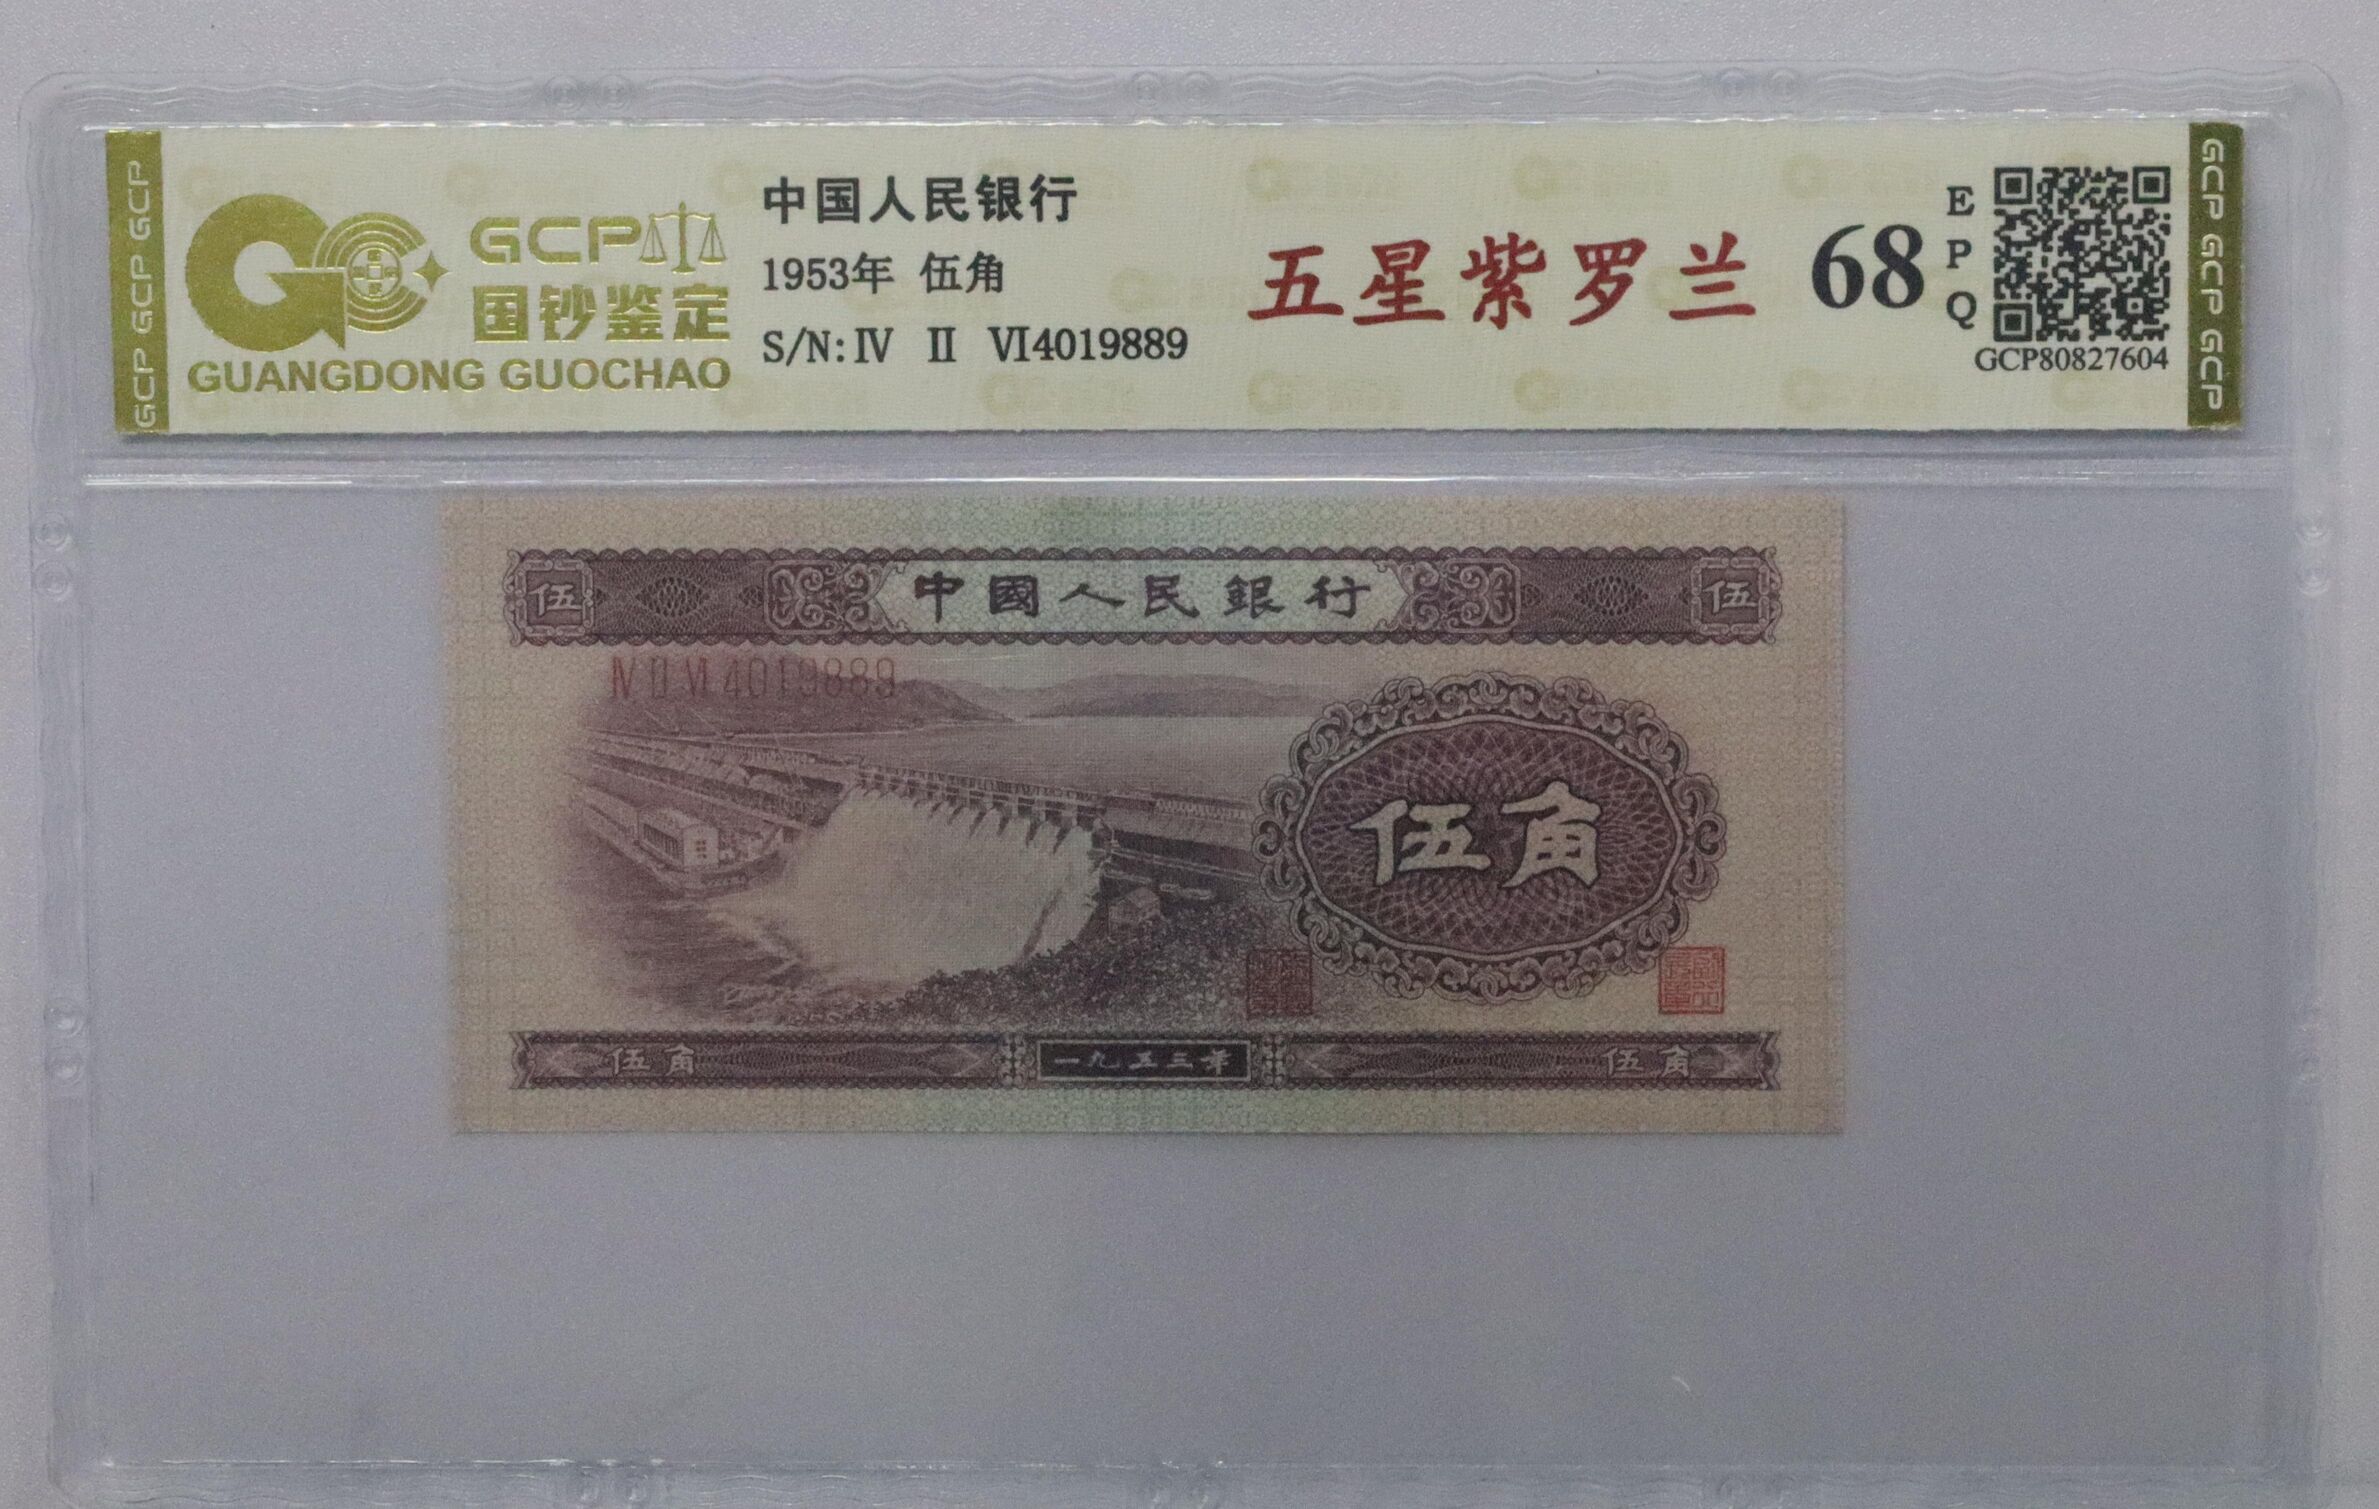 GCP GCP GCP
GCP
国钞鉴定
GUANGDONG GUOCHAO
中国人民银行
1953年 伍角
S/N: Ⅳ Ⅱ Ⅵ4019889
五星紫罗兰
68
EPQ
GCP80827604
GCP GCP GCP
伍 中國人民銀行 伍
Ⅳ Ⅱ Ⅵ 4019889
伍角
伍角 一九五三年 伍角